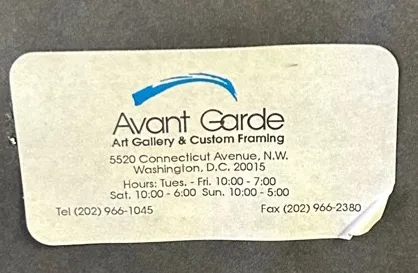 Avant Garde
Art Gallery & Custom Framing
5520 Connecticut Avenue, N.W.
Washington, D.C. 20015
Hours: Tues. - Fri. 10:00 - 7:00
Sat. 10:00 - 6:00 Sun. 10:00 - 5:00
Tel (202) 966-1045 Fax (202) 966-2380